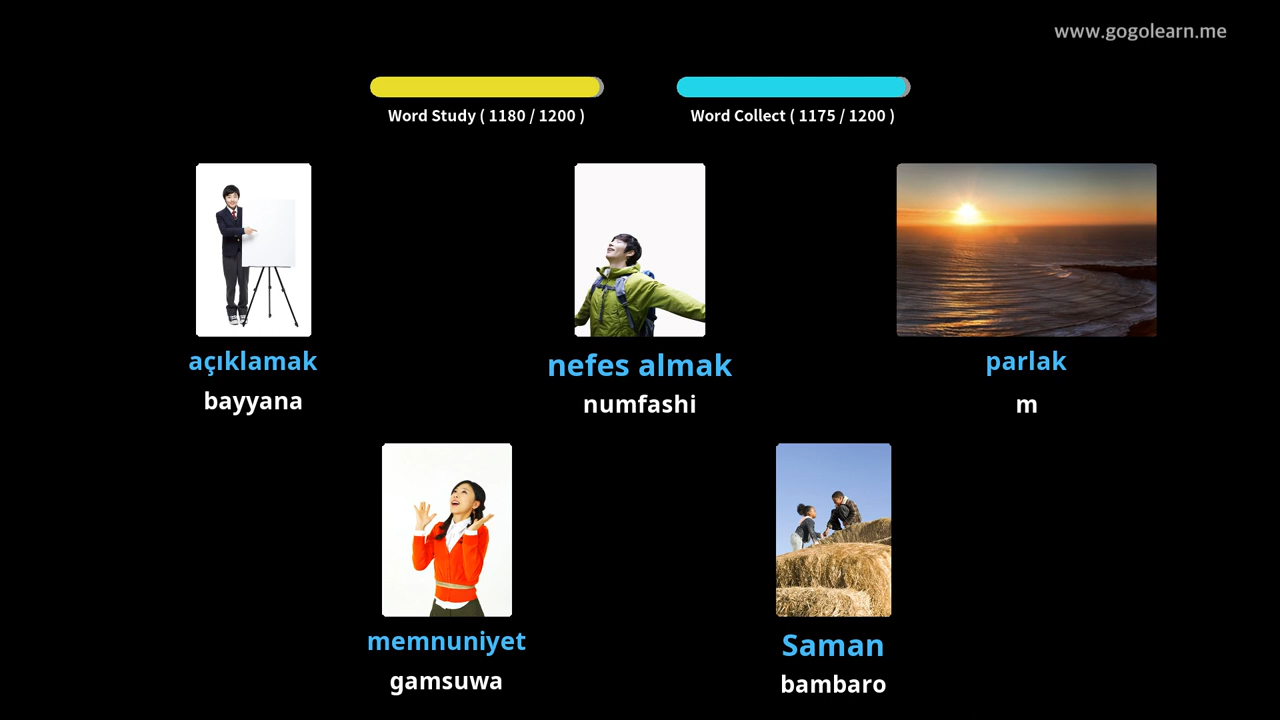 www.gogolearn.me
Word Study ( 1180 / 1200 )
Word Collect ( 1175 / 1200 )
açıklamak
bayyana
nefes almak
numfashi
parlak
m
memnuniyet
gamsuwa
Saman
bambaro